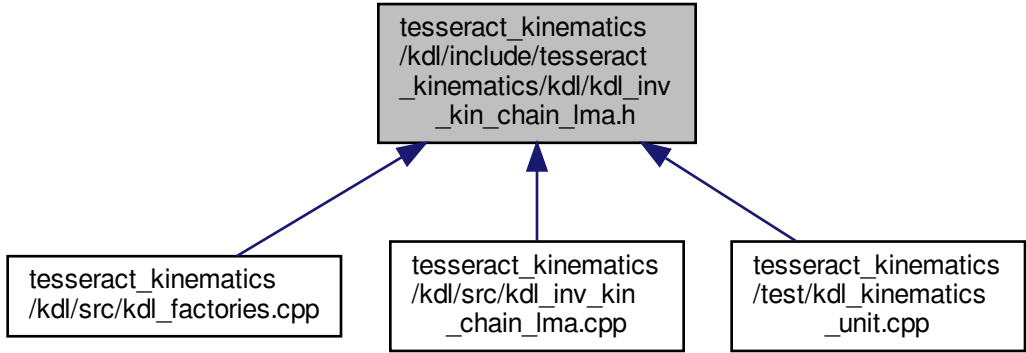 tesseract_kinematics
/kdl/include/tesseract
_kinematics/kdl/kdl_inv
_kin_chain_lma.h
tesseract_kinematics
/kdl/src/kdl_factories.cpp
tesseract_kinematics
/kdl/src/kdl_inv_kin
_chain_lma.cpp
tesseract_kinematics
/test/kdl_kinematics
_unit.cpp